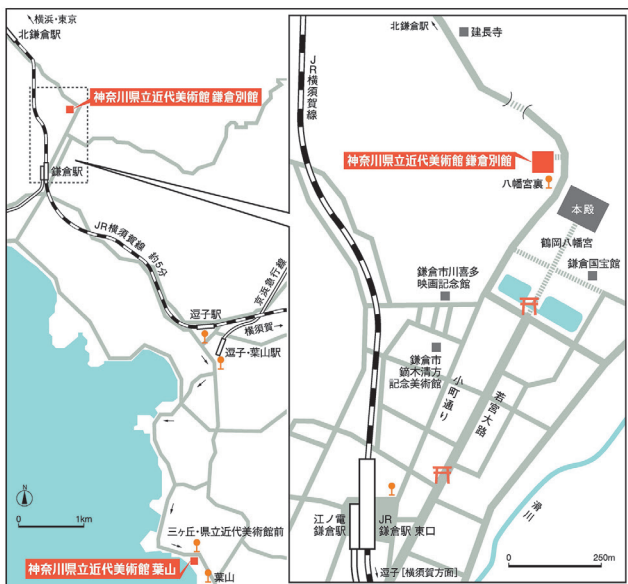 横浜・東京
北鎌倉駅
神奈川県立近代美術館 鎌倉別館
鎌倉駅
JR横須賀線 約5分
京浜急行線
逗子駅
横須賀
逗子・葉山駅
N
0 1km
三ヶ丘・県立近代美術館前
神奈川県立近代美術館 葉山
葉山
北鎌倉駅
建長寺
JR横須賀線
神奈川県立近代美術館 鎌倉別館
八幡宮裏
本殿
鶴岡八幡宮
鎌倉国宝館
鎌倉市川喜多
映画記念館
鎌倉市
鏑木清方
記念美術館
小町通り
若宮大路
滑川
江ノ電
鎌倉駅
JR
鎌倉駅 東口
逗子[横須賀方面]
0 250m